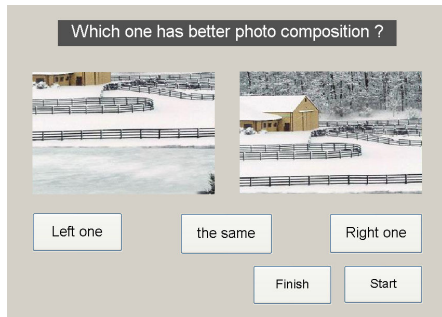 Which one has better photo composition ?
Left one
the same
Right one
Finish
Start